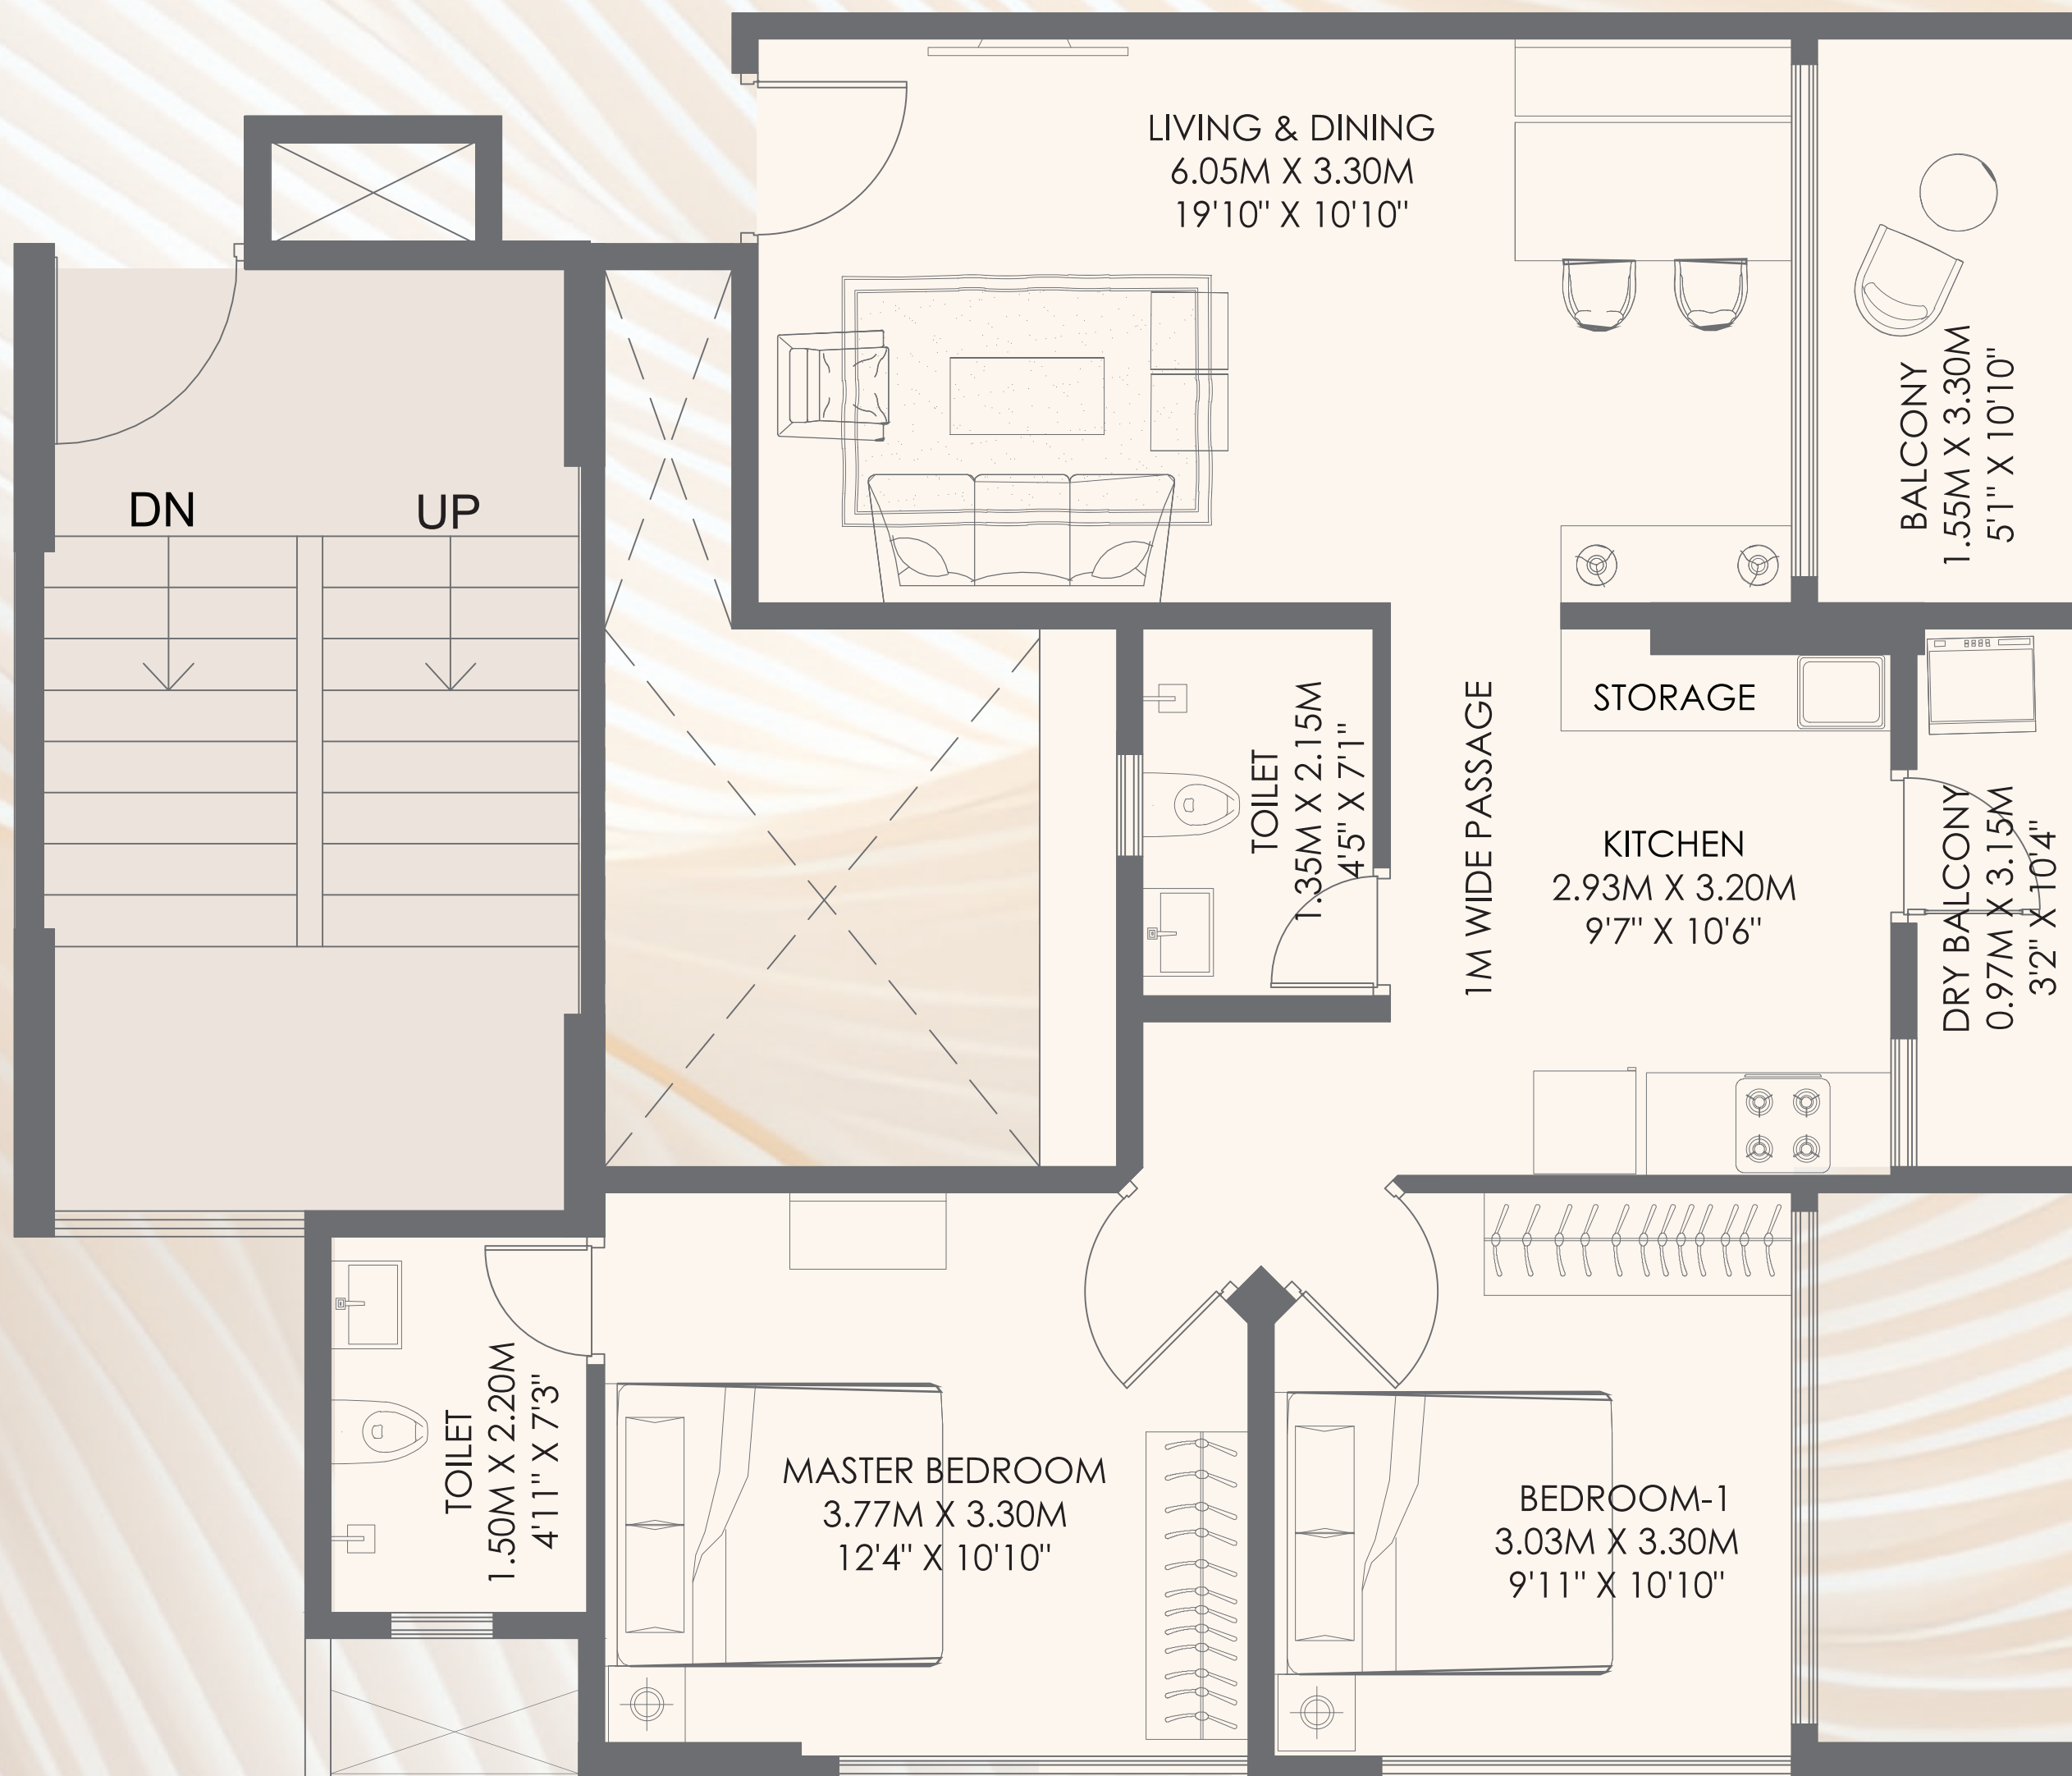 LIVING & DINING
6.05M X 3.30M
19'10" X 10'10"
BALCONY
1.55M X 3.30M
5'1" X 10'10"
DN
UP
STORAGE
TOILET
1.35M X 2.15M
4'5" X 7'1"
1M WIDE PASSAGE
KITCHEN
2.93M X 3.20M
9'7" X 10'6"
DRY BALCONY
0.97M X 3.15M
3'2" X 10'4"
TOILET
1.50M X 2.20M
4'11" X 7'3"
MASTER BEDROOM
3.77M X 3.30M
12'4" X 10'10"
BEDROOM-1
3.03M X 3.30M
9'11" X 10'10"